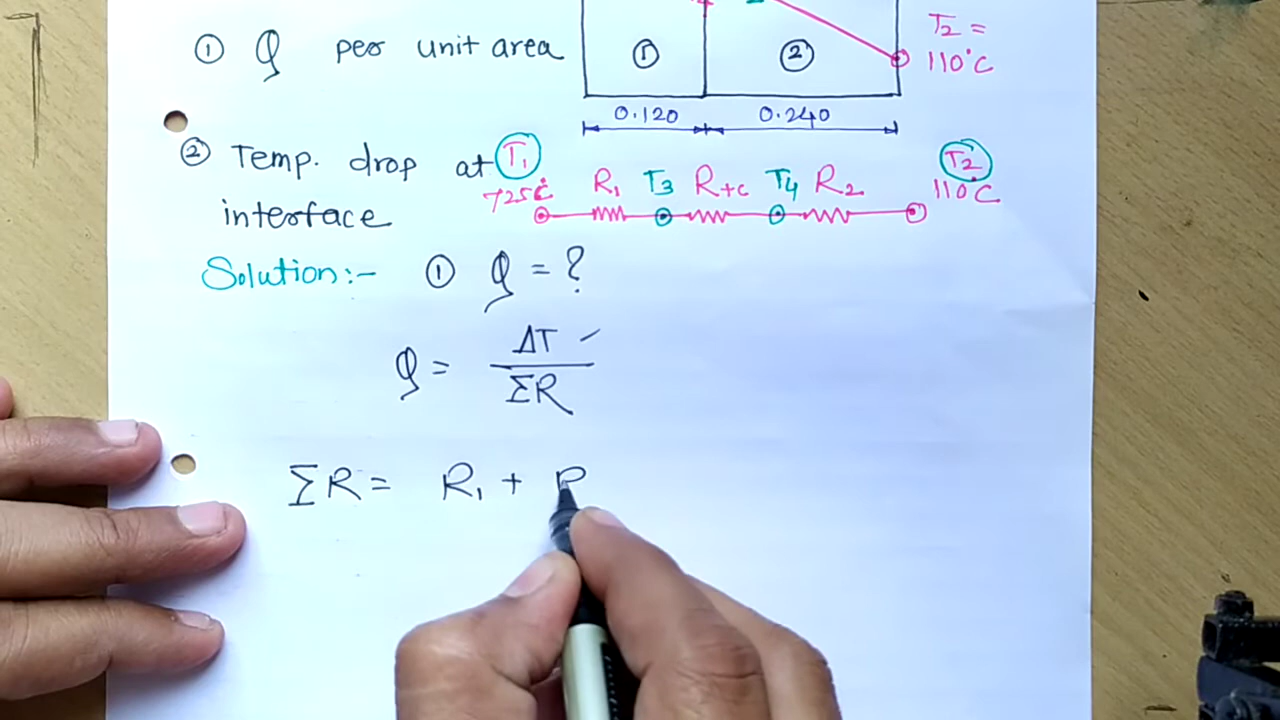 ① Q per unit area
① ②
T2 =
110°C
0.120 0.240
② Temp. drop at
interface
T1 T2
725°C R1 T3 R+c T4 R2 110°C
Solution:- ① Q = ?
Q = ΔT
ΣR
ΣR = R1 + R